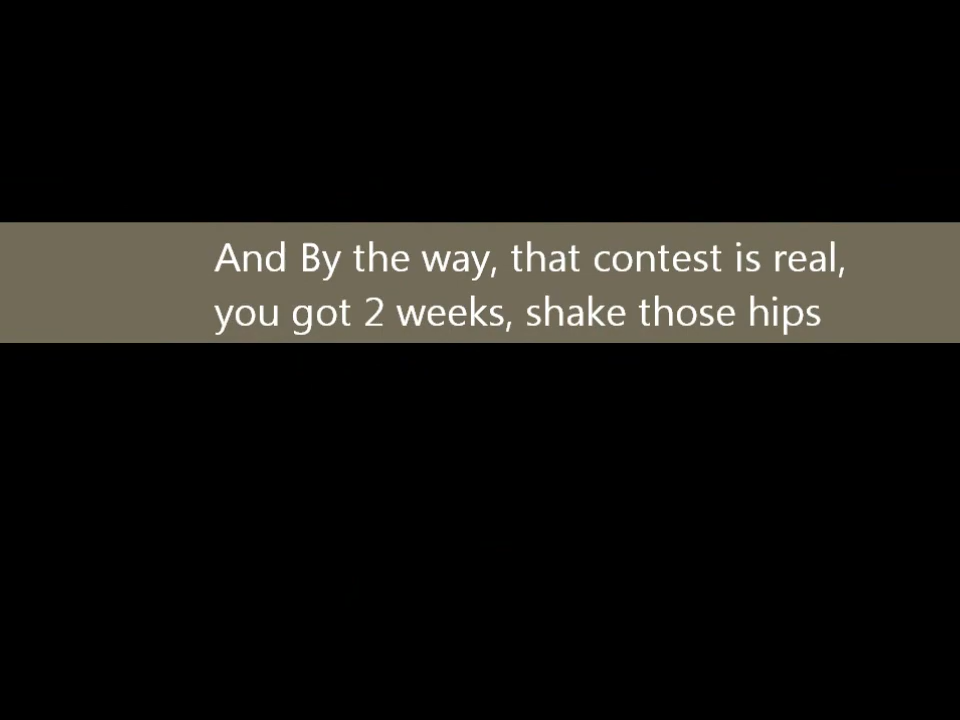 And By the way, that contest is real,
you got 2 weeks, shake those hips